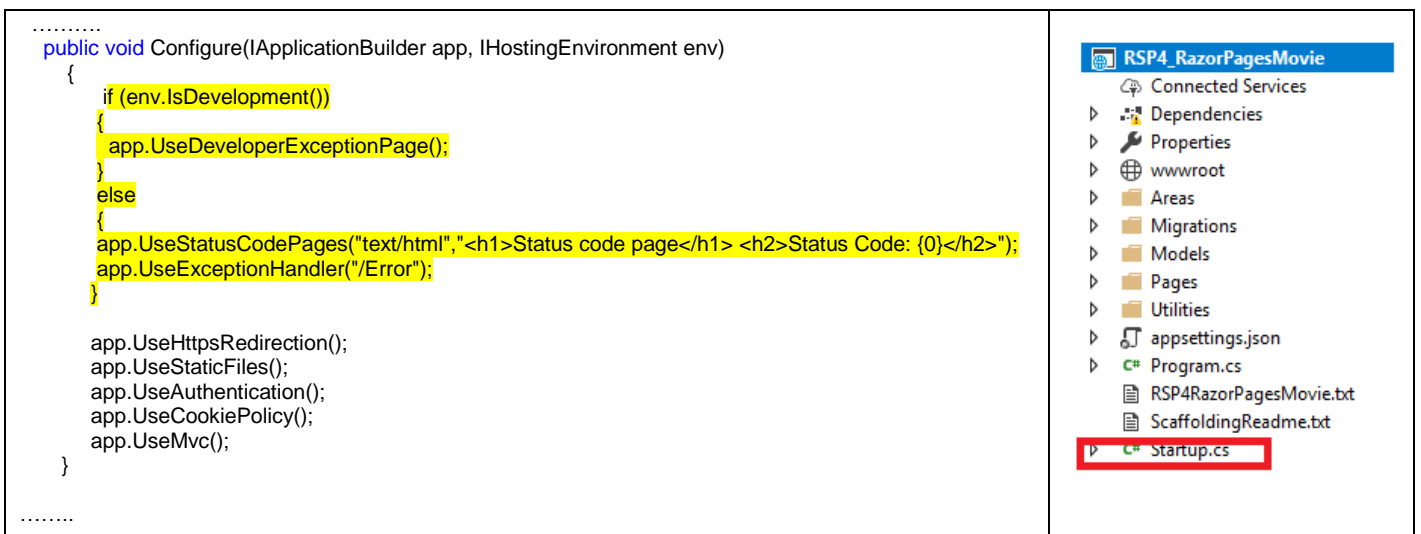 ……….
public void Configure(IApplicationBuilder app, IHostingEnvironment env)
{
if (env.IsDevelopment())
{
app.UseDeveloperExceptionPage();
}
else
{
app.UseStatusCodePages("text/html","<h1>Status code page</h1> <h2>Status Code: {0}</h2>");
app.UseExceptionHandler("/Error");
}
app.UseHttpsRedirection();
app.UseStaticFiles();
app.UseAuthentication();
app.UseCookiePolicy();
app.UseMvc();
}
……..
RSP4_RazorPagesMovie
Connected Services
Dependencies
Properties
wwwroot
Areas
Migrations
Models
Pages
Utilities
appsettings.json
C# Program.cs
RSP4RazorPagesMovie.txt
ScaffoldingReadme.txt
C# Startup.cs